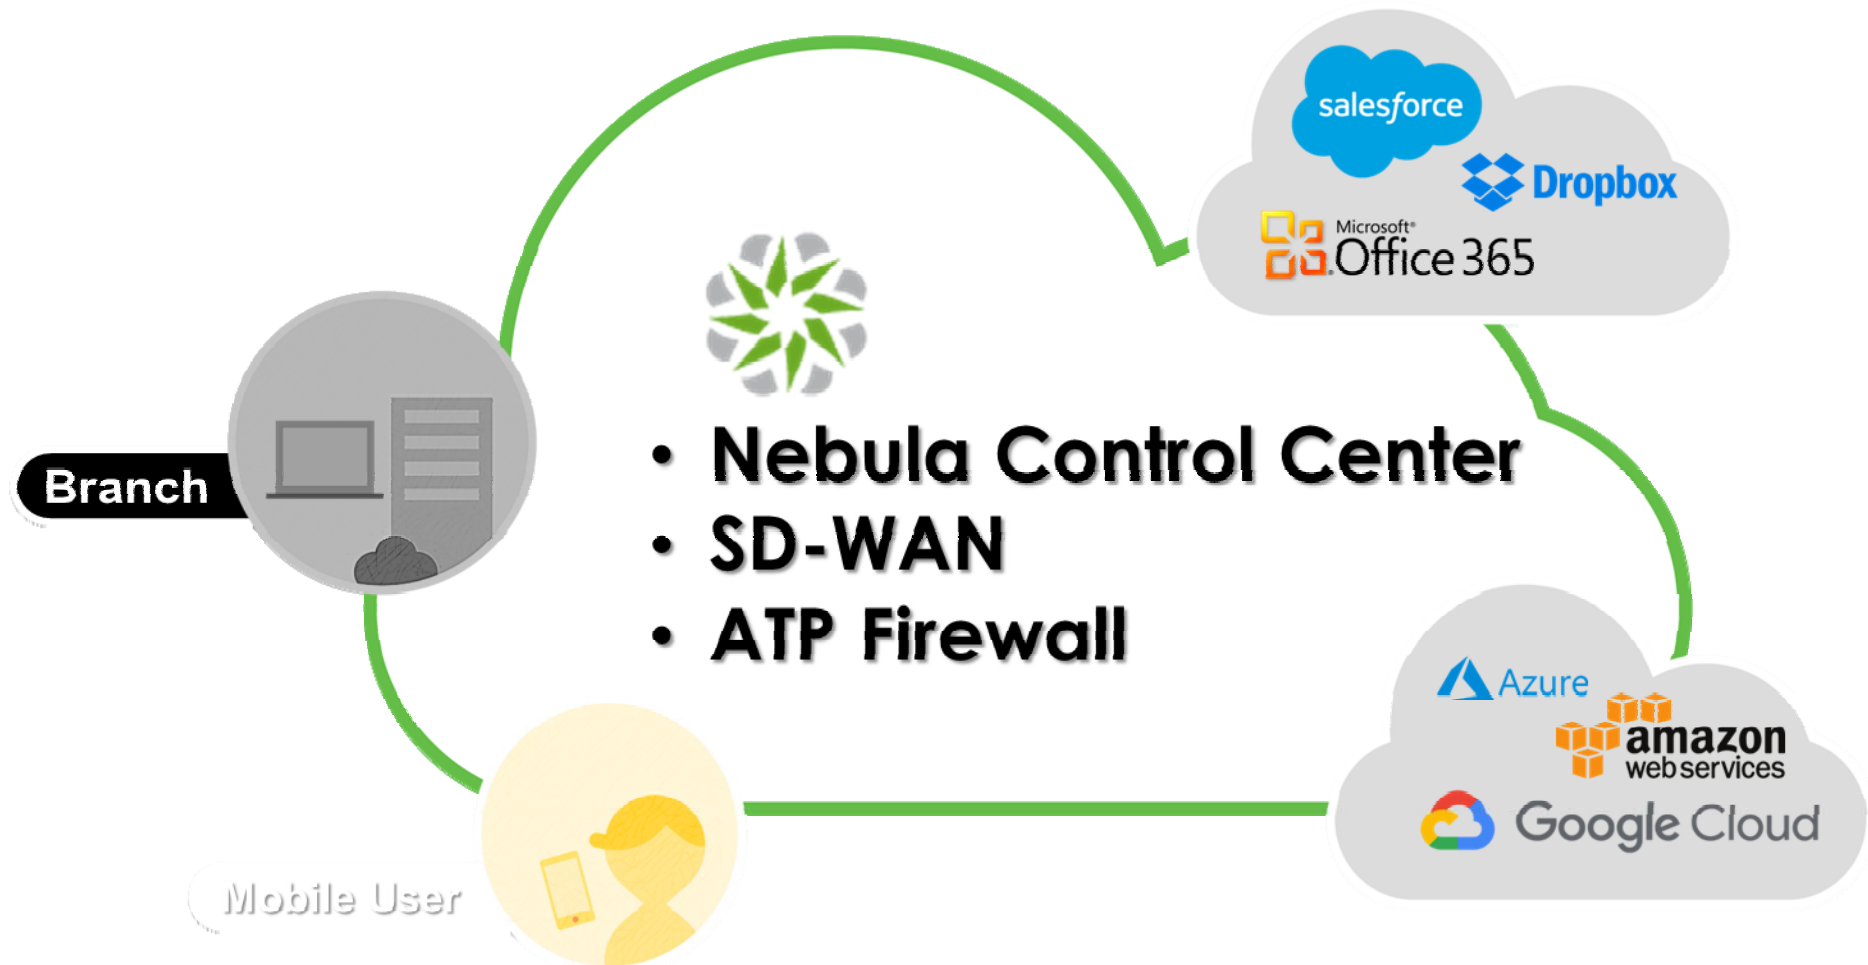 salesforce
Dropbox
Microsoft®
Office 365
• Nebula Control Center
• SD-WAN
• ATP Firewall
Branch
Mobile User
Azure
amazon
web services
Google Cloud